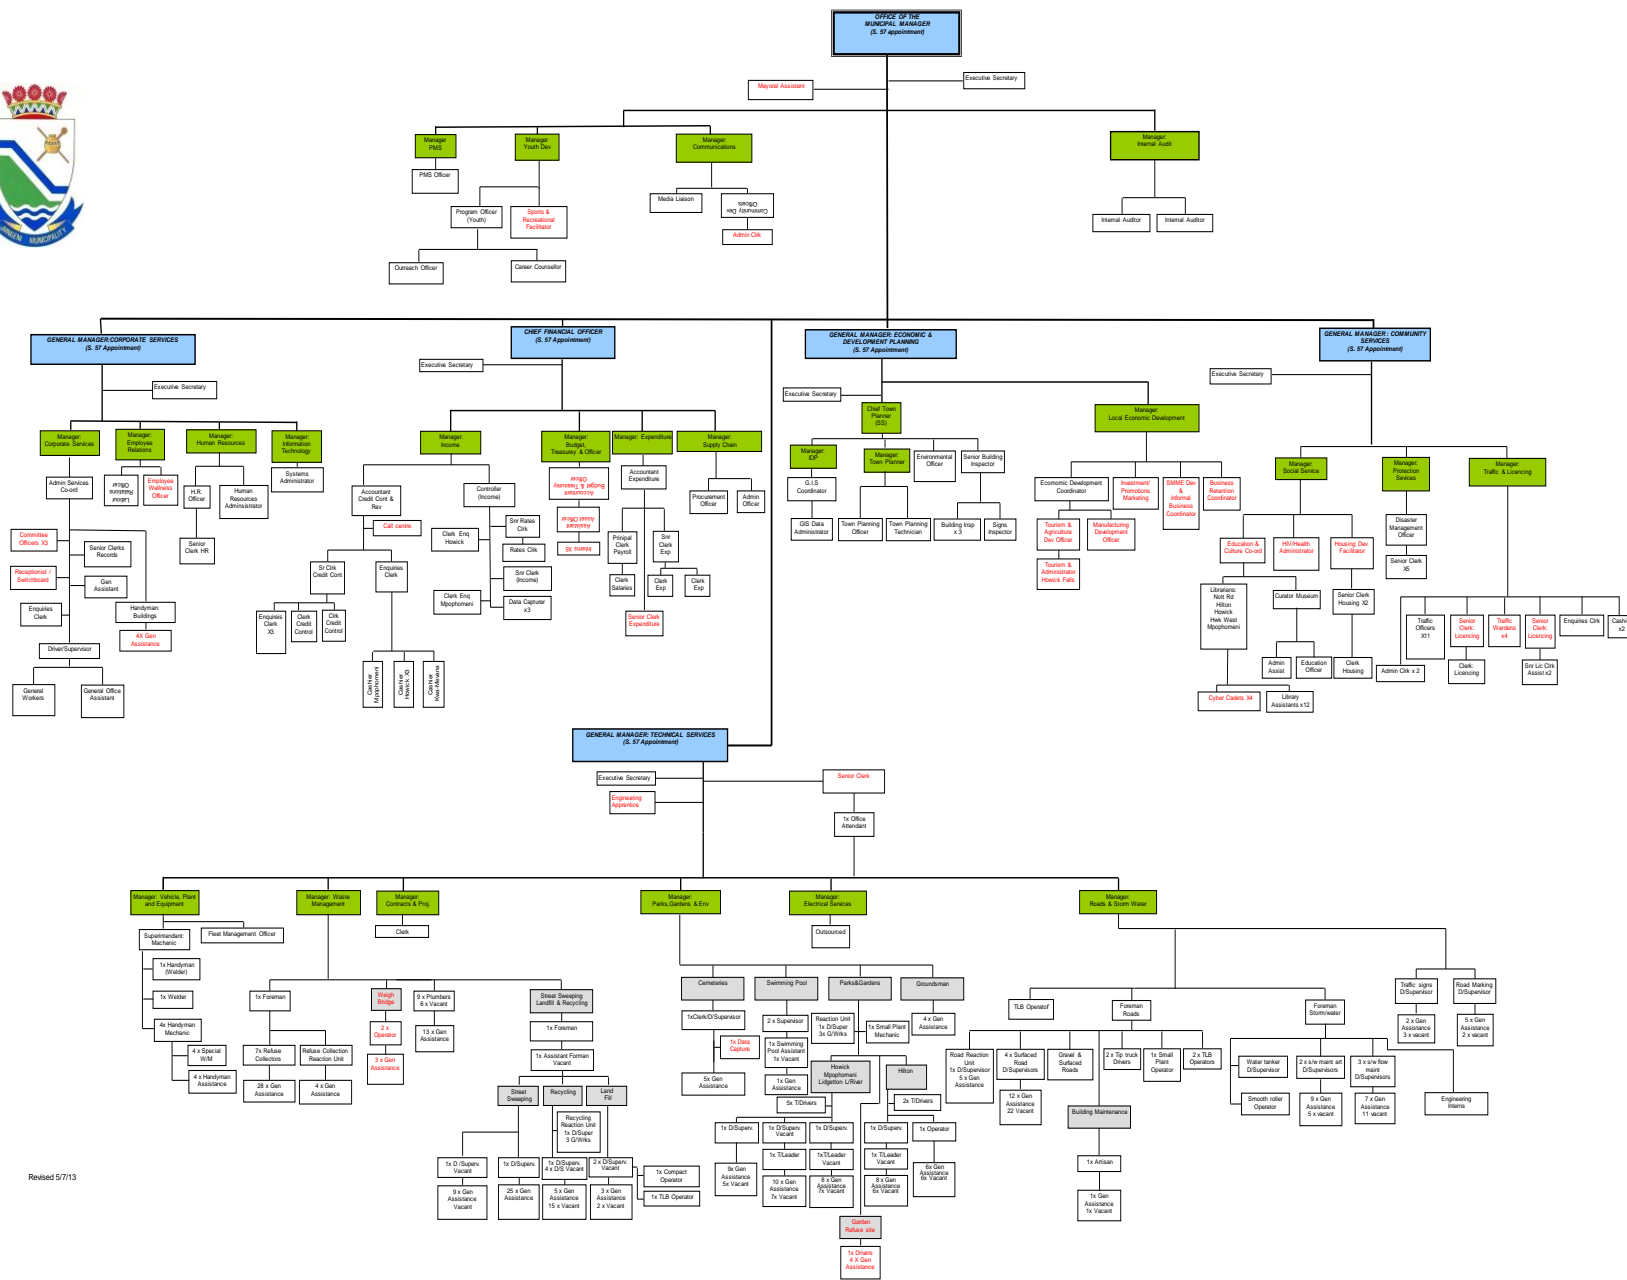 OFFICE OF THE
MUNICIPAL MANAGER
(S. 57 appointment)
Executive Secretary
Mayoral Assistant
Manager
PMS
Manager
Youth Dev
Manager:
Communications
Manager:
Internal Audit
PMS Officer
Program Officer
(Youth)
Sports &
Recreational
Facilitator
Media Liaison
Community Dev
Officers
Admin Clrk
Internal Auditor
Internal Auditor
Outreach Officer
Career Counsellor
MUNICIPALITY
GENERAL MANAGER:CORPORATE SERVICES
(S. 57 Appointment)
Executive Secretary
Manager:
Corporate Services
Manager:
Employee
Relations
Manager:
Human Resources
Manager:
Information
Technology
Admin Services
Co-ord
Labour
Relations
Officer
Employee
Wellness
Officer
H.R.
Officer
Human
Resources
Administrator
Systems
Administrator
Committee
Officers X3
Senior Clerks
Records
Senior
Clerk HR
Receptionist /
Switchboard
Gen
Assistant
Enquiries
Clerk
Handyman:
Buildings
4X Gen
Assistance
Driver/Supervisor
General
Workers
General Office
Assistant
CHIEF FINANCIAL OFFICER
(S. 57 Appointment)
Executive Secretary
Manager:
Income
Manager:
Budget,
Treasurey & Officer
Manager: Expenditure
Manager:
Supply Chain
Accountant
Credit Cont &
Rev
Controller
(Income)
Accountant
Budget & Treasury
Officer
Accountant
Expenditure
Procurement
Officer
Admin
Officer
Call centre
Clerk Enq
Howick
Snr Rates
Clrk
Rates Clrk
Assistant
Asset Officer
Interns X5
Prinipal
Clerk
Payroll
Snr
Clerk
Exp
Sr Clrk
Credit Cont
Enquiries
Clerk
Snr Clerk
(Income)
Clerk
Salaries
Clerk
Exp
Clerk
Exp
Clerk Enq
Mpophomeni
Data Capturer
x3
Enquireis
Clerk
X3
Clerk
Credit
Control
Clrk
Credit
Control
Senior Clerk
Expenditure
Cashier
Mpophomeni
Cashier
Howick X3
Cashier
Kwa-Mevana
GENERAL MANAGER: ECONOMIC &
DEVELOPMENT PLANNING
(S. 57 Appointment)
Executive Secretary
Chief Town
Planner
(SS)
Manager:
Local Economic Development
Manager:
IDP
Manager:
Town Planner
Environmental
Officer
Senior Building
Inspector
G.I.S
Coordinator
GIS Data
Administrator
Town Planning
Officer
Town Planning
Technician
Building Insp
x 3
Signs
Inspector
Economic Development
Coordinator
Investment/
Promotions
Marketing
SMME Dev
&
Informal
Business
Coordinator
Business
Retention
Coordinator
Tourism &
Agriculture
Dev Officer
Manufacturing
Development
Officer
Tourism &
Administrator
Howick Falls
GENERAL MANAGER : COMMUNITY
SERVICES
(S. 57 Appointment)
Executive Secretary
Manager:
Social Service
Manager:
Protection
Sevices
Manager:
Traffic & Licencing
Disaster
Management
Officer
Senior Clerk
X5
Education &
Culture Co-ord
HIV/Health
Administrator
Housing Dev.
Facilitator
Librarians:
Nott Rd
Hilton
Howick
Hwk West
Mpophomeni
Curator Museum
Senior Clerk
Housing X2
Admin
Assist
Education
Officer
Clerk
Housing
Cyber Cadets X4
Library
Assistants x12
Traffic
Officers
X11
Senior
Clerk:
Licencing
Traffic
Wardens
x4
Senior
Clerk:
Licencing
Enquiries Clrk
Cashi
x2
Admin Clrk x 2
Clerk:
Licencing
Snr Lic Clrk
Assist x2
GENERAL MANAGER: TECHNICAL SERVICES
(S. 57 Appointment)
Executive Secretary
Senior Clerk
Engineering
Apprentice
1x Office
Attendant
Manager: Vehicle, Plant
and Equipment
Manager: Waste
Management
Manager:
Contracts & Proj.
Manager:
Parks,Gardens & Env
Manager:
Electrical Services
Manager:
Roads & Storm Water
Superintendant:
Machanic
Fleet Management Officer
Clerk
Outsourced
1x Handyman
(Welder)
1x Welder
4x Handyman
Mechanic
4 x Special
W/M
4 x Handyman
Assistance
1x Foreman
Weigh
Bridge
9 x Plumbers
6 x Vacant
Street Sweeping
Landfill & Recycling
2 x
Operator
13 x Gen
Assistance
1x Foreman
7x Refuse
Collectors
Refuse Collection
Reaction Unit
3 x Gen
Assistance
1x Assistant Forman
Vacant
28 x Gen
Assistance
4 x Gen
Assistance
Street
Sweeping
Recycling
Land
Fill
Recycling
Reaction Unit
1x D/Super
3 G/Wrks
1x D /Superv.
Vacant
1x D/Superv.
1x D/Superv.
4 x D/S Vacant
2 x D/Superv.
Vacant
1x Compact
Operator
1x TLB Operator
9 x Gen
Assistance
Vacant
25 x Gen
Assistance
5 x Gen
Assistance
15 x Vacant
3 x Gen
Assistance
2 x Vacant
Cemeteries
Swimming Pool
Parks&Gardens
Groundsman
1xClerk/D/Supervisor
2 x Supervisor
Reaction Unit
1x D/Super
3x G/Wrks
1x Small Plant
Mechanic
4 x Gen
Assistance
1x Data
Capture
1x Swimming
Pool Assistant
1x Vacant
5x Gen
Assistance
1x Gen
Assistance
Howick
Mpophomeni
Lidgetton L/River
Hilton
5x T/Drivers
2x T/Drivers
1x D/Superv.
1x D/Superv.
Vacant
1x D/Superv.
1x D/Superv.
1x Operator
1x T/Leader
1xT/Leader
Vacant
1x T/Leader
Vacant
9x Gen
Assistance
5x Vacant
10 x Gen
Assistance
7x Vacant
8 x Gen
Assistance
7x Vacant
8 x Gen
Assistance
6x Vacant
6x Gen
Assistance
6x Vacant
Garden
Refuse site
1x Drivers
4 X Gen
Assistance
TLB Operatof
Foreman
Roads
Foreman
Storm/water
Traffic signs
D/Supervisor
Road Marking
D/Supervisor
2 x Gen
Assistance
3 x vacant
5 x Gen
Assistance
2 x vacant
Road Reaction
Unit
1x D/Supervisor
5 x Gen
Assistance
4 x Surfaced
Road
D/Supervisors
Gravel &
Surfaced
Roads
2 x Tip truck
Drivers
1x Small
Plant
Operator
2 x TLB
Operators
Water tanker
D/Supervisor
2 x s/w maint art
D/Supervisors
3 x s/w flow
maint
D/Supervisors
12 x Gen
Assistance
22 Vacant
Building Maintenance
Smooth roller
Operator
9 x Gen
Assistance
5 x vacant
7 x Gen
Assistance
11 vacant
Engineering
Interns
1x Artisan
1x Gen
Assistance
1x Vacant
Revised 5/7/13